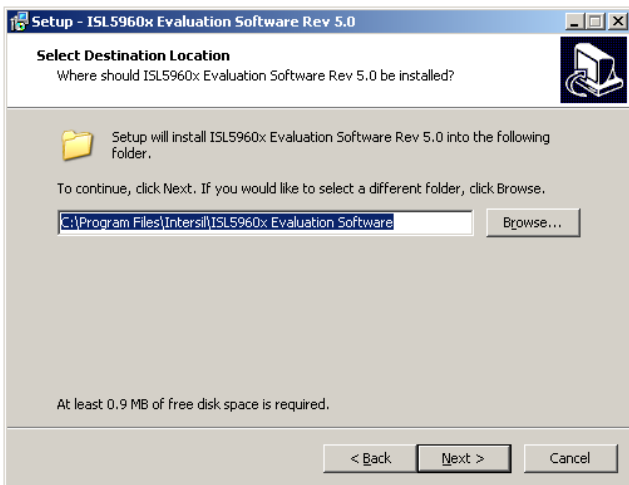 Setup - ISL5960x Evaluation Software Rev 5.0
Select Destination Location
Where should ISL5960x Evaluation Software Rev 5.0 be installed?
Setup will install ISL5960x Evaluation Software Rev 5.0 into the following
folder.
To continue, click Next. If you would like to select a different folder, click Browse.
C:\Program Files\Intersil\ISL5960x Evaluation Software
Browse...
At least 0.9 MB of free disk space is required.
< Back
Next >
Cancel